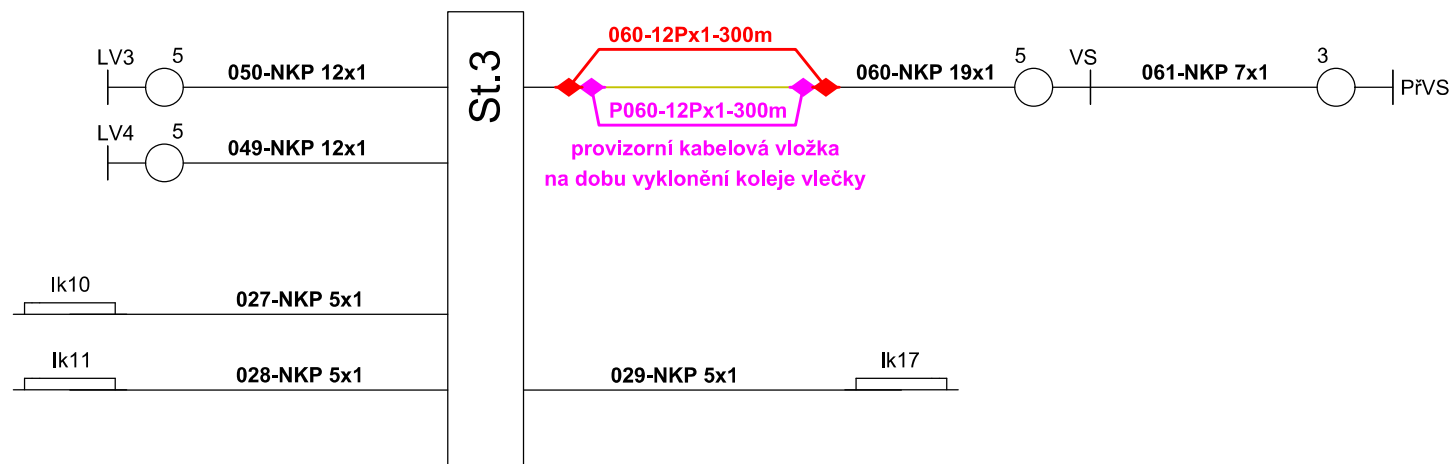 060-12Px1-300m
LV3
5
050-NKP 12x1
St.3
060-NKP 19x1
5
VS
061-NKP 7x1
3
PřVS
P060-12Px1-300m
LV4
5
049-NKP 12x1
provizorní kabelová vložka
na dobu vyklonění koleje vlečky
Ik10
027-NKP 5x1
Ik11
028-NKP 5x1
029-NKP 5x1
Ik17